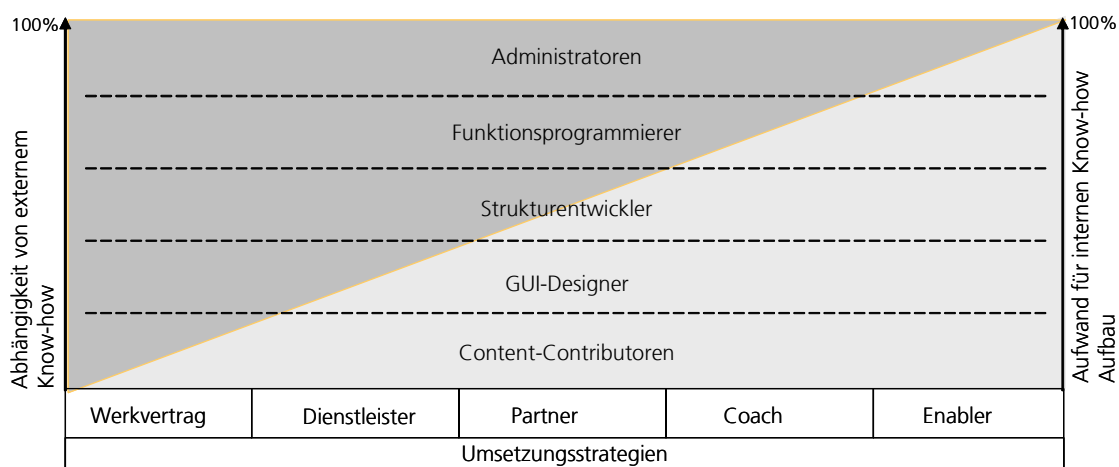 100%
100%
Administratoren
Funktionsprogrammierer
Strukturentwickler
GUI-Designer
Content-Contributoren
Abhängigkeit von externem
Know-how
Aufwand für internen Know-how
Aufbau
Werkvertrag
Dienstleister
Partner
Coach
Enabler
Umsetzungsstrategien